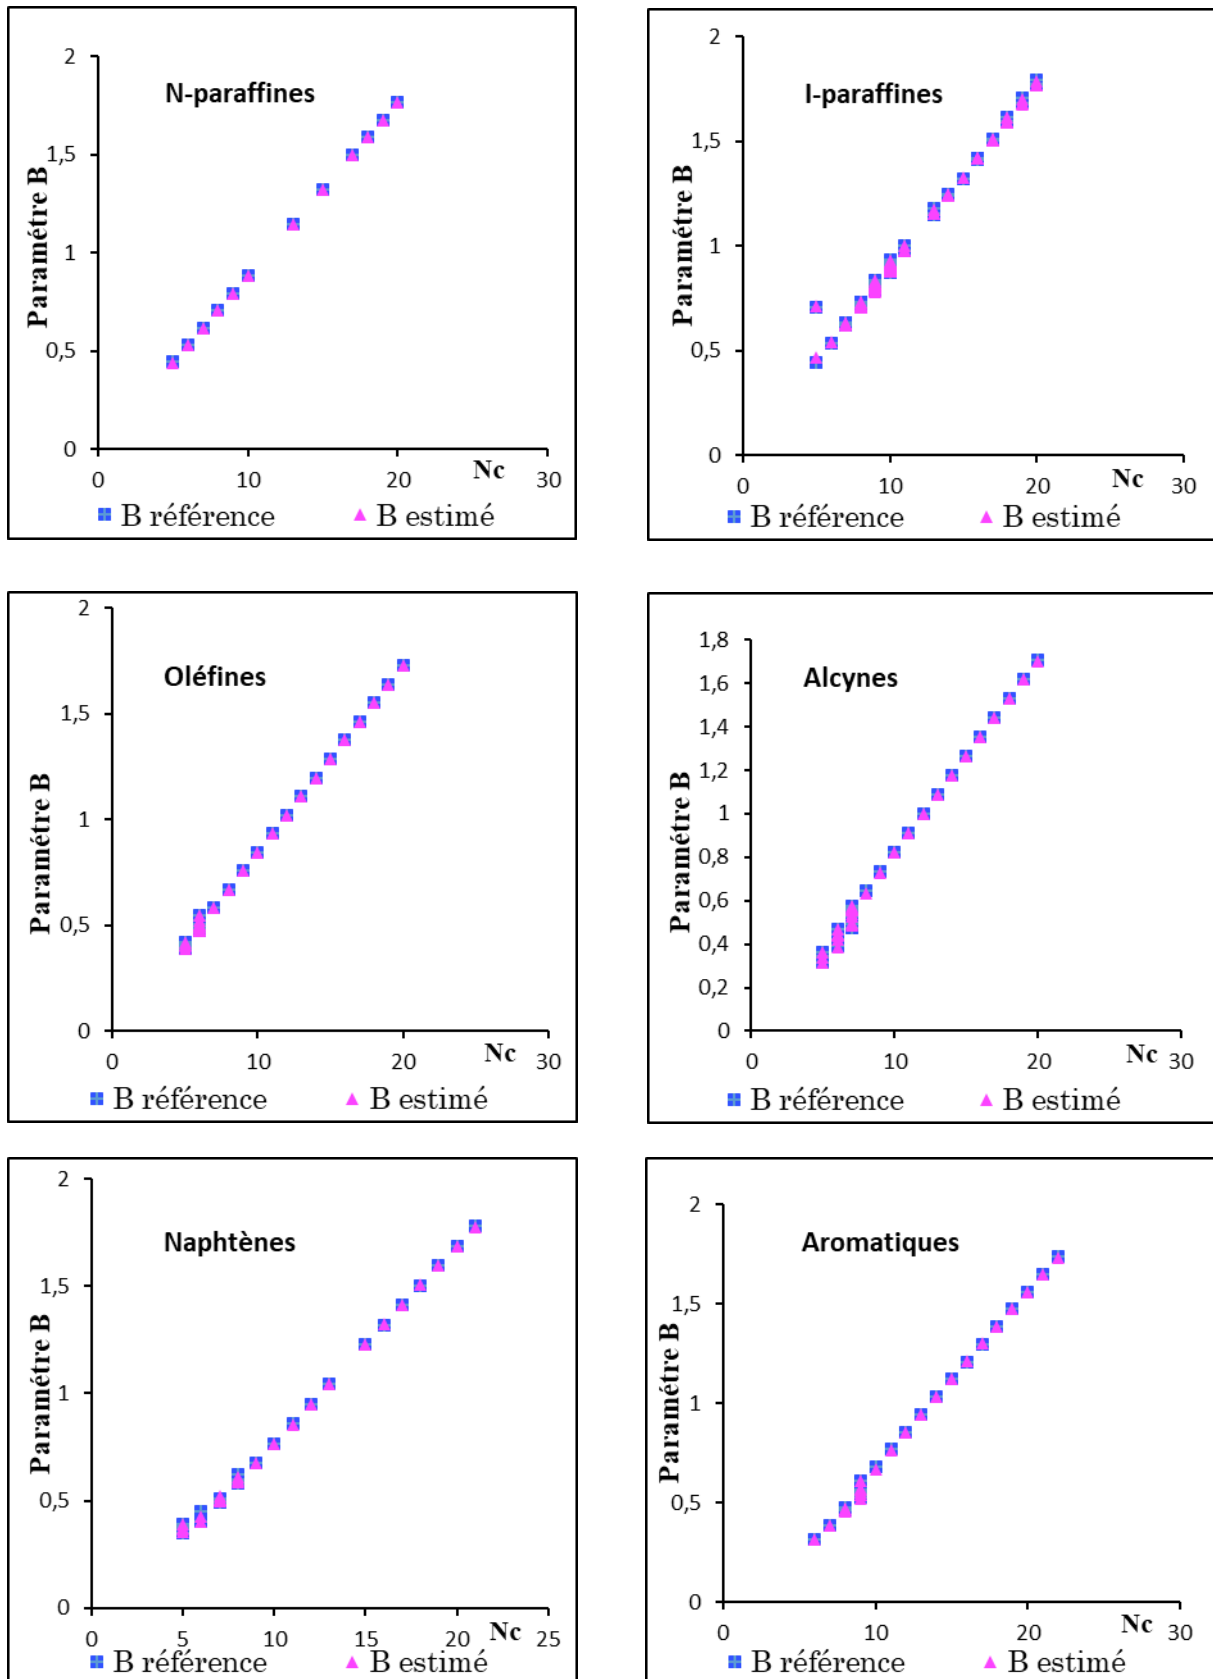 N-paraffines
Paramétre B
2
1,5
1
0,5
0
0 10 20 30
Nc
B référence B estimé
I-paraffines
Paramétre B
2
1,5
1
0,5
0
0 10 20 30
Nc
B référence B estimé
Oléfines
Paramétre B
2
1,5
1
0,5
0
0 10 20 30
Nc
B référence B estimé
Alcynes
Paramétre B
1,8
1,6
1,4
1,2
1
0,8
0,6
0,4
0,2
0
0 10 20 30
Nc
B référence B estimé
Naphtènes
Paramétre B
2
1,5
1
0,5
0
0 5 10 15 20 25
Nc
B référence B estimé
Aromatiques
Paramétre B
2
1,5
1
0,5
0
0 10 20 30
Nc
B référence B estimé